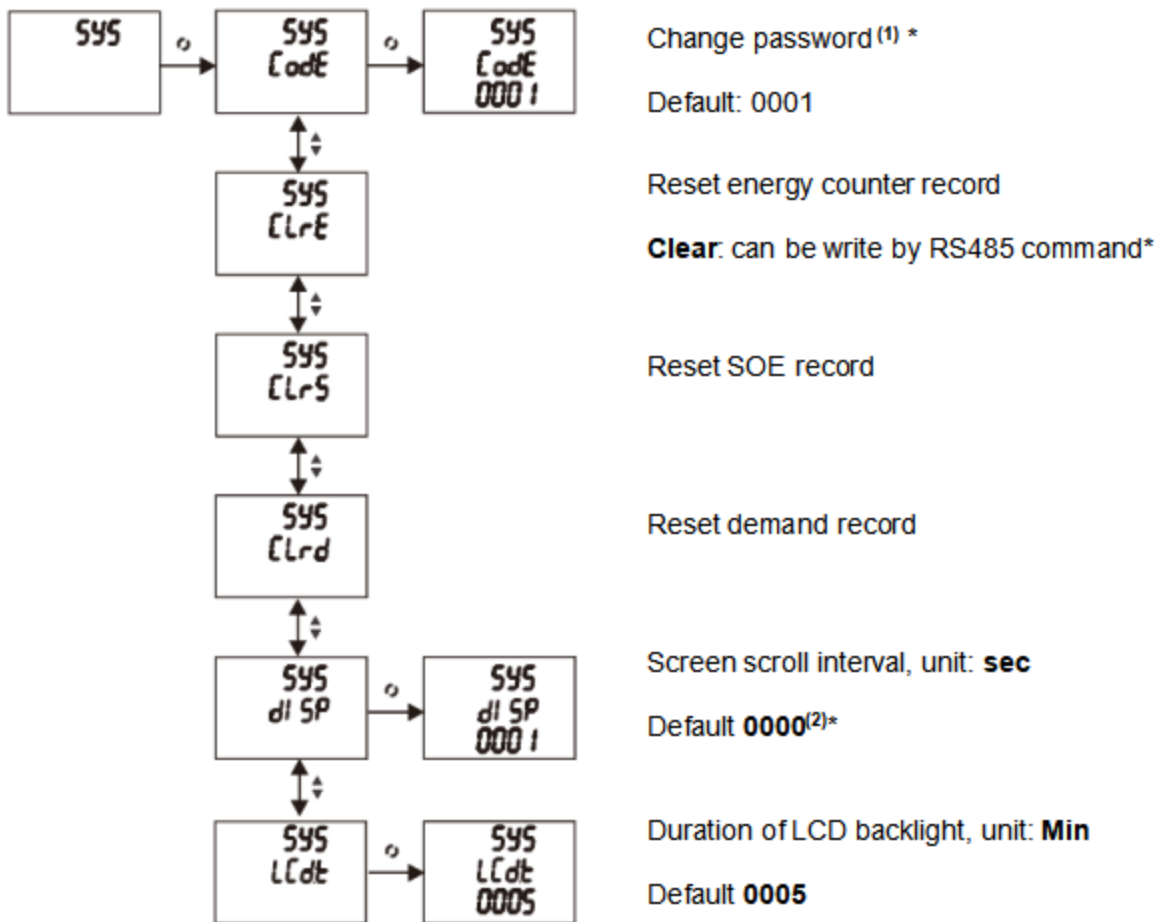 SYS
SYS
CodE
SYS
CodE
0001
Change password (1) *
Default: 0001
SYS
CLrE
Reset energy counter record
Clear: can be write by RS485 command*
SYS
CLrS
Reset SOE record
SYS
CLrd
Reset demand record
SYS
dISP
SYS
dISP
0001
Screen scroll interval, unit: sec
Default 0000(2)*
SYS
LCdt
SYS
LCdt
0005
Duration of LCD backlight, unit: Min
Default 0005